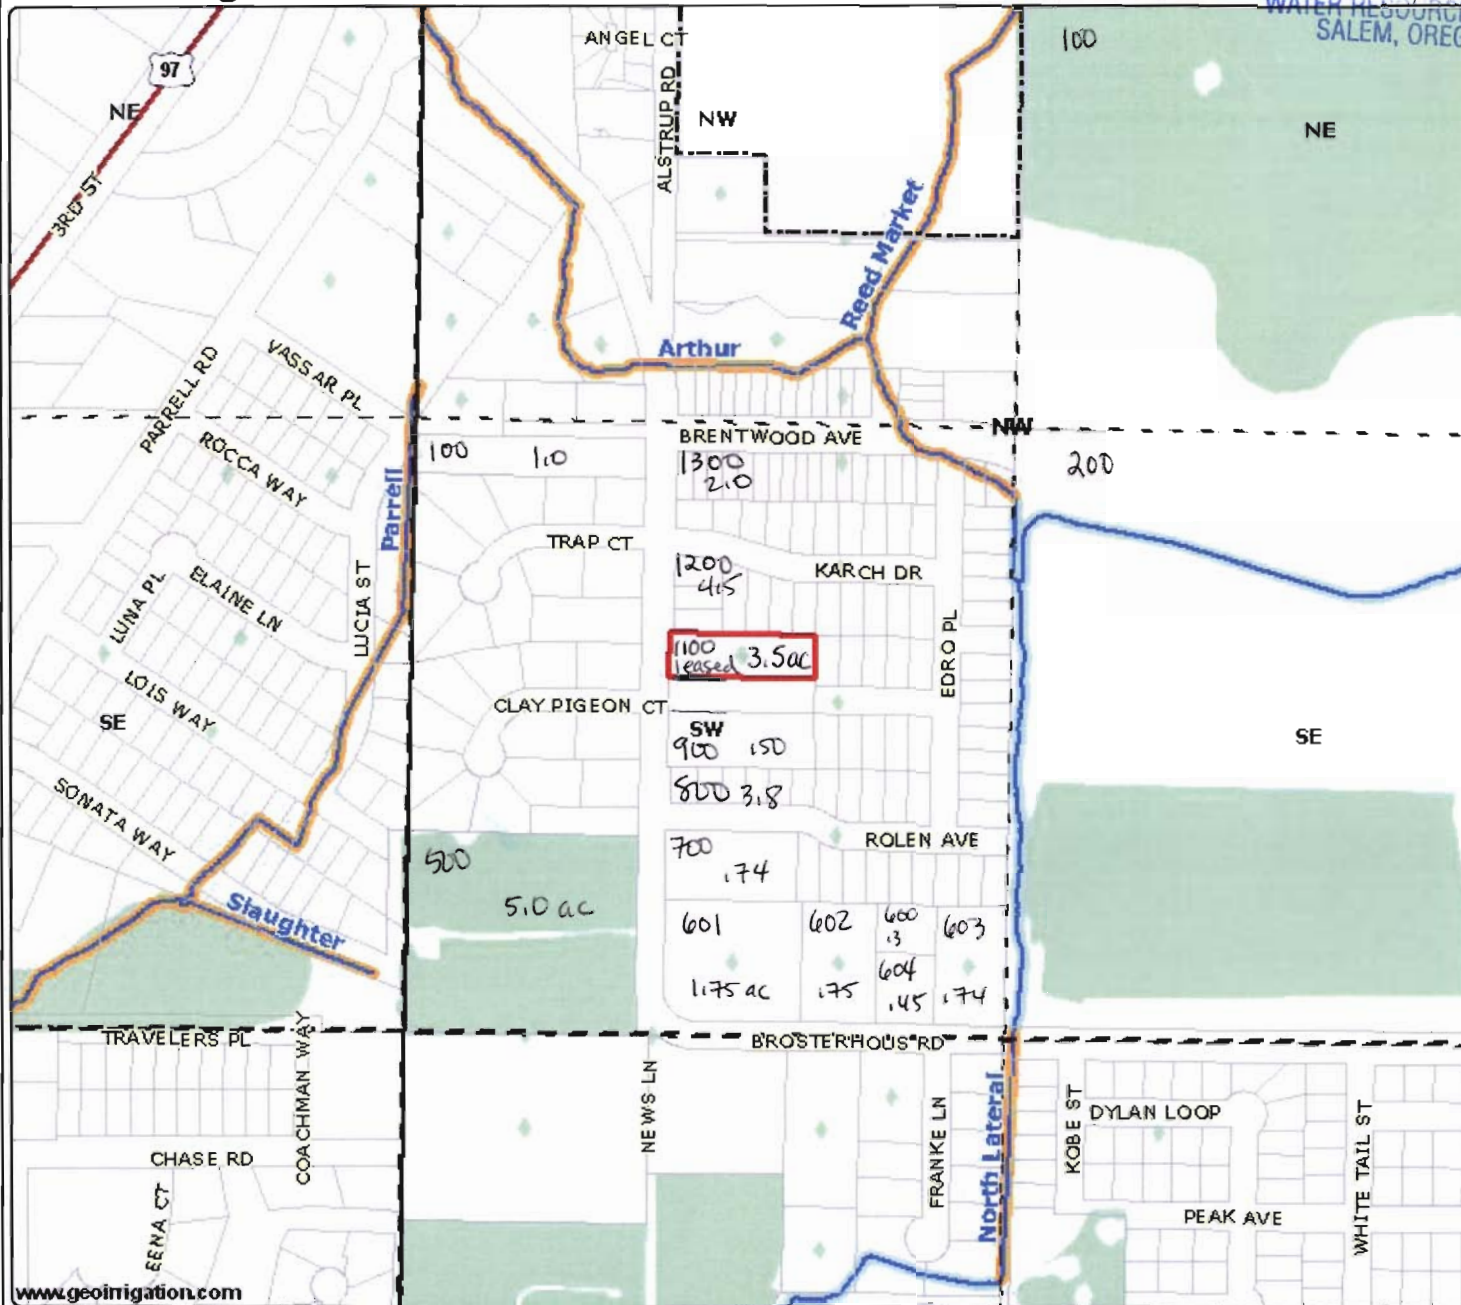 WATER RESOURC
SALEM, OREG
ANGEL CT
100
97
NE
NW
NE
ALSTRUP RD
3RD ST
Reed Market
Arthur
VASSAR PL
PARRELL RD
BRENTWOOD AVE
NW
ROCCA WAY
100 1.0
1300
2.0
200
Parrell
TRAP CT
1200
4.5
KARCH DR
LUNA PL
ELAINE LN
LUCIA ST
1100
leased 3.5ac
EDRO PL
LOIS WAY
CLAY PIGEON CT
SE
SW
900 .50
SE
SONATA WAY
800 3.8
ROLEN AVE
700
.74
500
5.0 ac
Slaughter
601
602
600
.3
603
604
1.75 ac
.75
.45
.74
TRAVELERS PL
BROSTERHOUS RD
COACHMAN WAY
NEWS LN
FRANKE LN
North Lateral
KOBE ST
DYLAN LOOP
WHITE TAIL ST
CHASE RD
EENA CT
PEAK AVE
www.geoirrigation.com